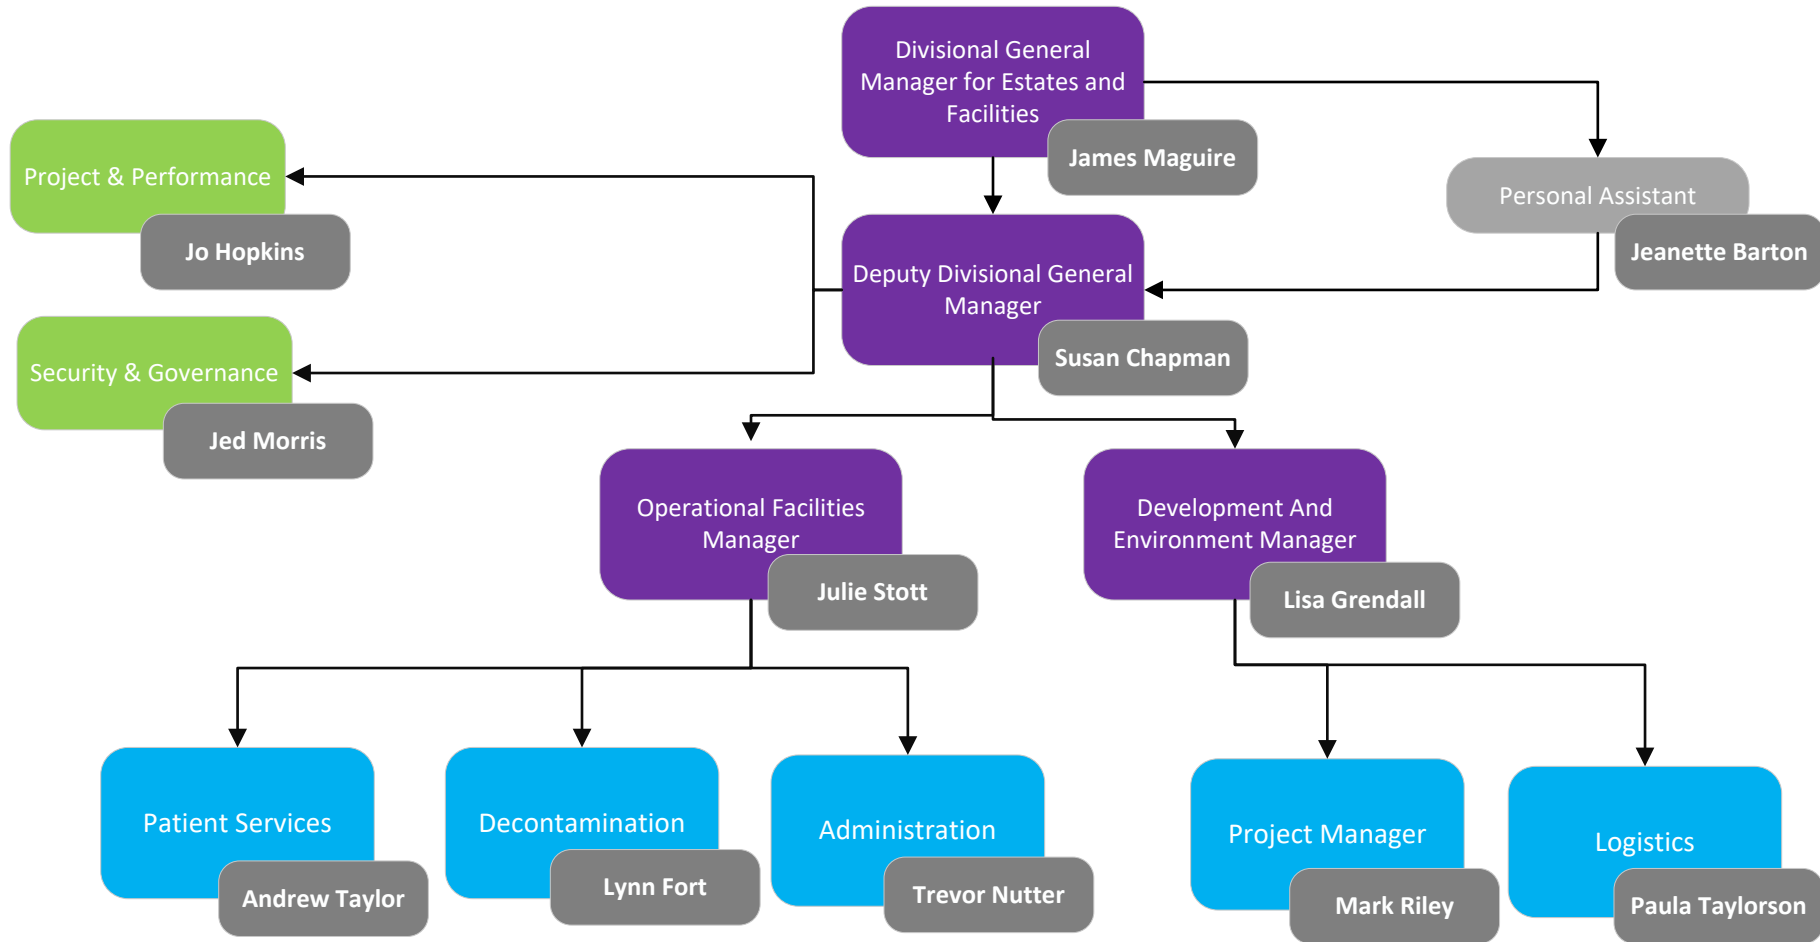 Divisional General
Manager for Estates and
Facilities
James Maguire
Project & Performance
Jo Hopkins
Personal Assistant
Jeanette Barton
Deputy Divisional General
Manager
Susan Chapman
Security & Governance
Jed Morris
Operational Facilities
Manager
Julie Stott
Development And
Environment Manager
Lisa Grendall
Patient Services
Andrew Taylor
Decontamination
Lynn Fort
Administration
Trevor Nutter
Project Manager
Mark Riley
Logistics
Paula Taylorson